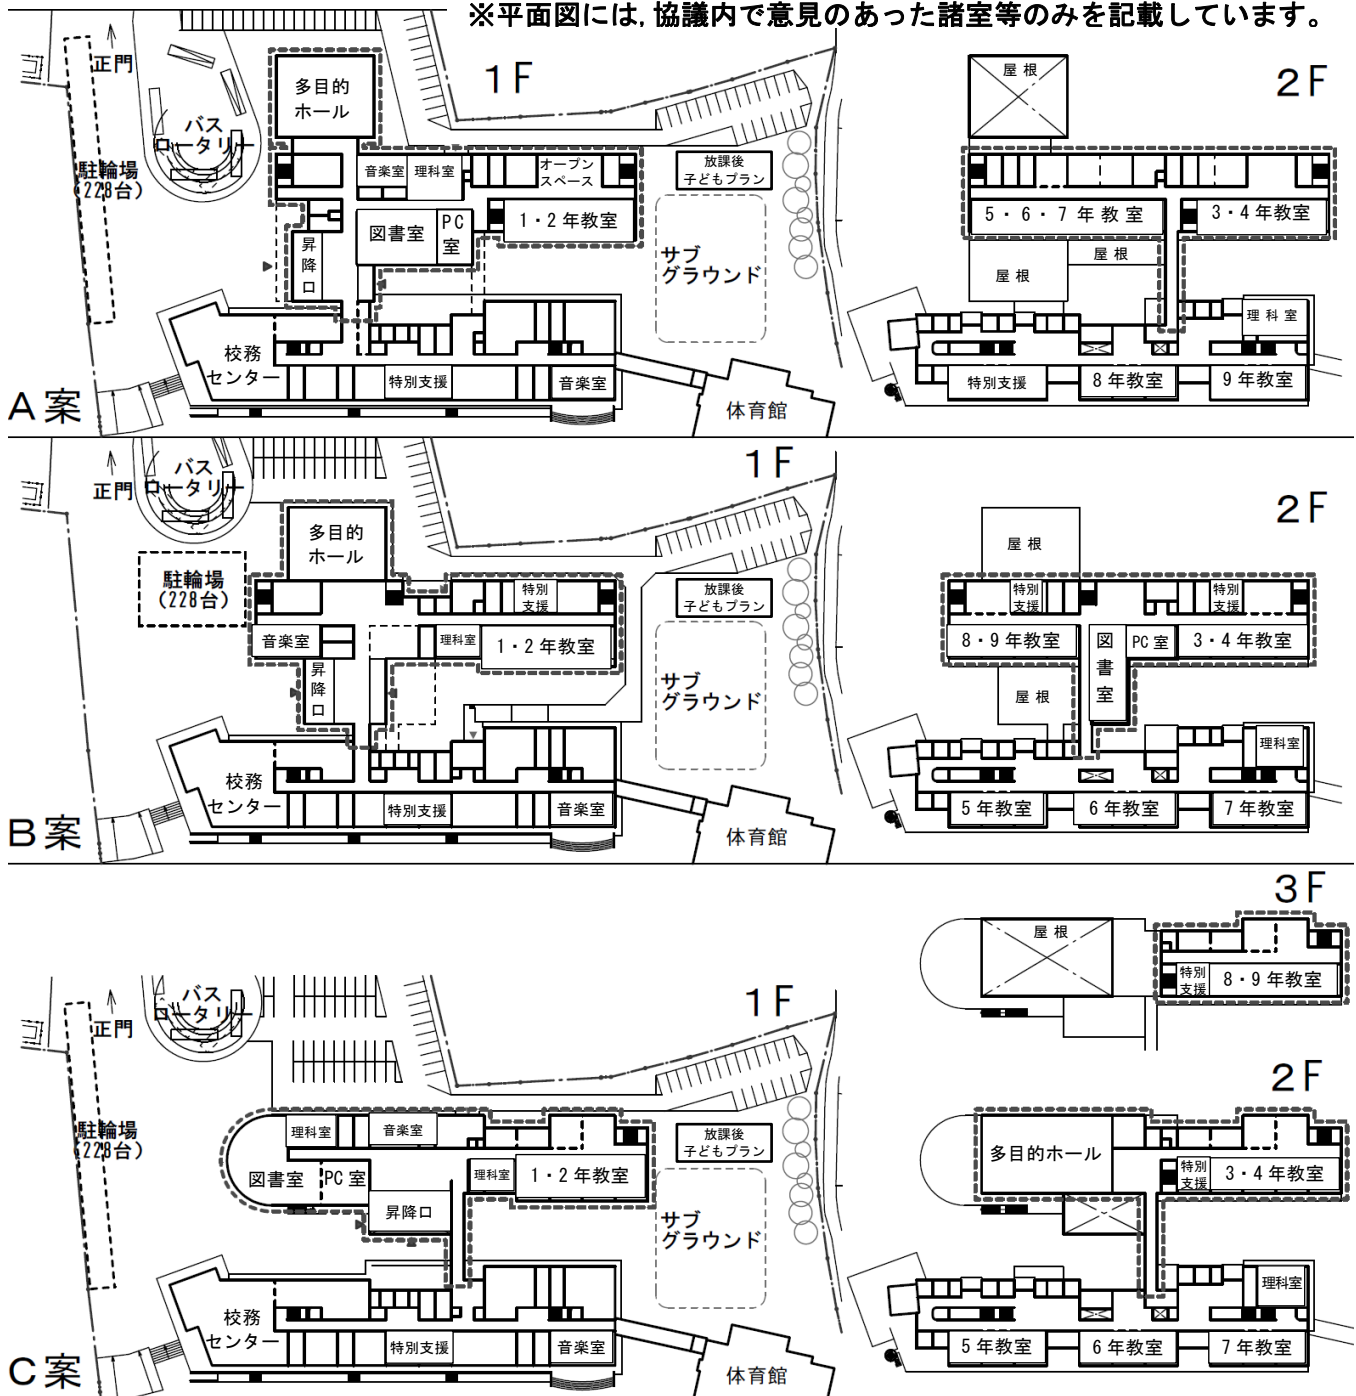 ※平面図には，協議内で意見のあった諸室等のみを記載しています。
1F
2F
正門
バス
ロータリー
駐輪場
(228台)
多目的
ホール
音楽室
理科室
オープン
スペース
1・2年教室
図書室
PC
室
昇
降
口
放課後
子どもプラン
サブ
グラウンド
校務
センター
特別支援
音楽室
体育館
A案
屋根
5・6・7年教室
3・4年教室
屋根
屋根
理科室
特別支援
8年教室
9年教室
1F
2F
正門
バス
ロータリー
駐輪場
(228台)
多目的
ホール
特別
支援
音楽室
理科室
1・2年教室
昇
降
口
放課後
子どもプラン
サブ
グラウンド
校務
センター
特別支援
音楽室
体育館
B案
屋根
特別
支援
特別
支援
8・9年教室
図
書
室
PC室
3・4年教室
屋根
理科室
5年教室
6年教室
7年教室
3F
屋根
特別
支援
8・9年教室
1F
2F
正門
バス
ロータリー
駐輪場
(228台)
理科室
音楽室
図書室
PC室
理科室
1・2年教室
昇降口
放課後
子どもプラン
サブ
グラウンド
校務
センター
特別支援
音楽室
体育館
C案
多目的ホール
特別
支援
3・4年教室
理科室
5年教室
6年教室
7年教室